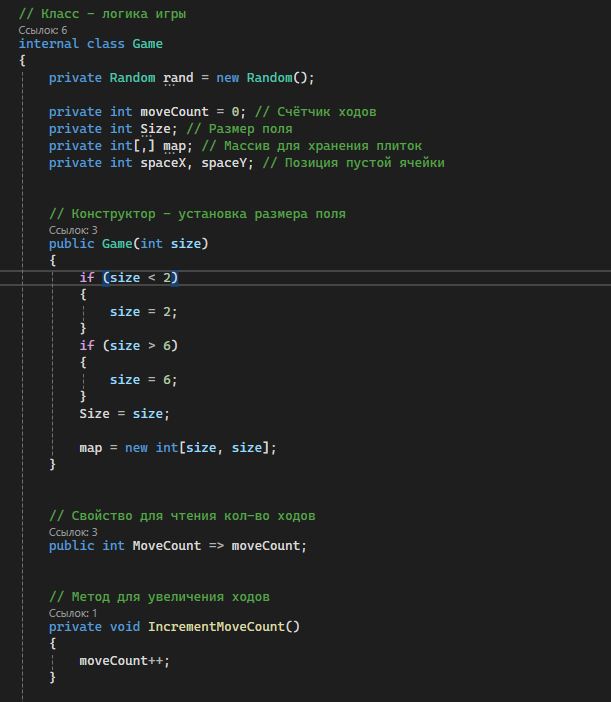 // Класс - логика игры
Ссылок: 6
internal class Game
{
private Random rand = new Random();
private int moveCount = 0; // Счётчик ходов
private int Size; // Размер поля
private int[,] map; // Массив для хранения плиток
private int spaceX, spaceY; // Позиция пустой ячейки
// Конструктор - установка размера поля
Ссылок: 3
public Game(int size)
{
if (size < 2)
{
size = 2;
}
if (size > 6)
{
size = 6;
}
Size = size;
map = new int[size, size];
}
// Свойство для чтения кол-во ходов
Ссылок: 3
public int MoveCount => moveCount;
// Метод для увеличения ходов
Ссылок: 1
private void IncrementMoveCount()
{
moveCount++;
}